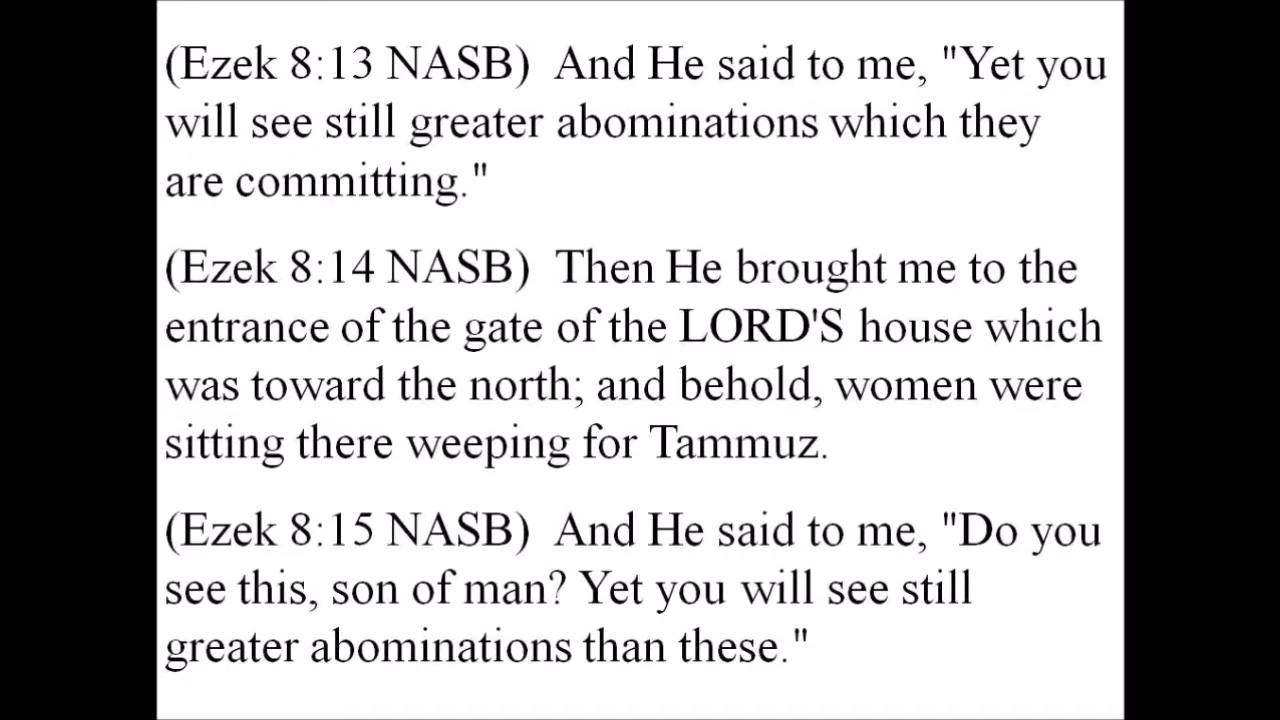 (Ezek 8:13 NASB)  And He said to me, "Yet you
will see still greater abominations which they
are committing."
(Ezek 8:14 NASB)  Then He brought me to the
entrance of the gate of the LORD'S house which
was toward the north; and behold, women were
sitting there weeping for Tammuz.
(Ezek 8:15 NASB)  And He said to me, "Do you
see this, son of man? Yet you will see still
greater abominations than these."